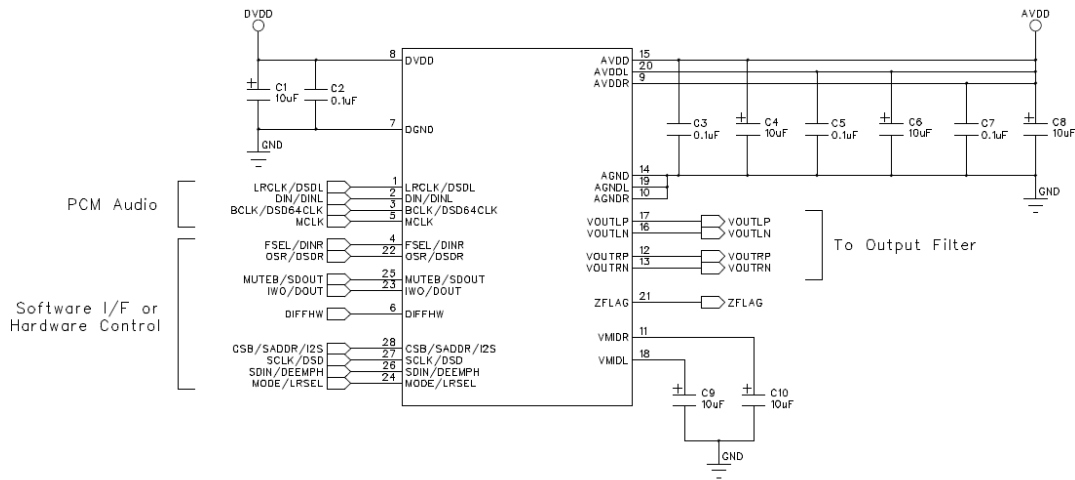 DVDD
AVDD
8
DVDD
C1
10uF
C2
0.1uF
7
DGND
GND
15
AVDD
20
AVDDL
9
AVDDR
C3
0.1uF
C4
10uF
C5
0.1uF
C6
10uF
C7
0.1uF
C8
10uF
14
AGND
19
AGNDL
10
AGNDR
GND
PCM Audio
LRCLK/DSDL 1 LRCLK/DSDL
DIN/DINL 2 DIN/DINL
BCLK/DSD64CLK 3 BCLK/DSD64CLK
MCLK 5 MCLK
Software I/F or
Hardware Control
FSEL/DINR 4 FSEL/DINR
OSR/DSDR 22 OSR/DSDR
MUTEB/SDOUT 25 MUTEB/SDOUT
IWO/DOUT 23 IWO/DOUT
DIFFHW 6 DIFFHW
CSB/SADDR/I2S 28 CSB/SADDR/I2S
SCLK/DSD 27 SCLK/DSD
SDIN/DEEMPH 26 SDIN/DEEMPH
MODE/LRSEL 24 MODE/LRSEL
VOUTLP 17 VOUTLP
VOUTLN 16 VOUTLN
VOUTRP 12 VOUTRP
VOUTRN 13 VOUTRN
To Output Filter
ZFLAG 21 ZFLAG
VMIDR 11
VMIDL 18
C9
10uF
C10
10uF
GND